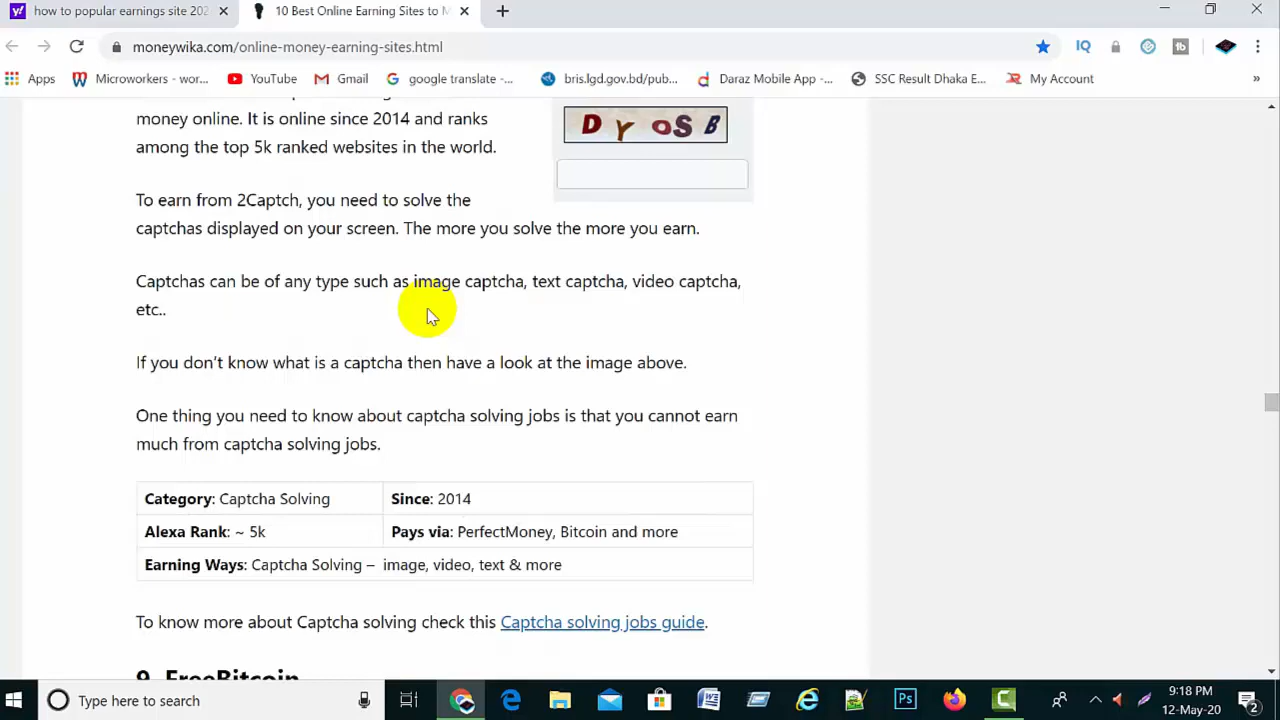 how to popular earnings site 202
10 Best Online Earning Sites to M
moneywika.com/online-money-earning-sites.html
Apps
Microworkers - wor...
YouTube
Gmail
google translate -...
bris.lgd.gov.bd/pub...
Daraz Mobile App -...
SSC Result Dhaka E...
My Account
money online. It is online since 2014 and ranks
among the top 5k ranked websites in the world.
DYOSB
To earn from 2Captch, you need to solve the
captchas displayed on your screen. The more you solve the more you earn.
Captchas can be of any type such as image captcha, text captcha, video captcha,
etc..
If you don't know what is a captcha then have a look at the image above.
One thing you need to know about captcha solving jobs is that you cannot earn
much from captcha solving jobs.
Category: Captcha Solving
Since: 2014
Alexa Rank: ~ 5k
Pays via: PerfectMoney, Bitcoin and more
Earning Ways: Captcha Solving – image, video, text & more
To know more about Captcha solving check this Captcha solving jobs guide.
9. FreeBitcoin
Type here to search
9:18 PM
12-May-20
2